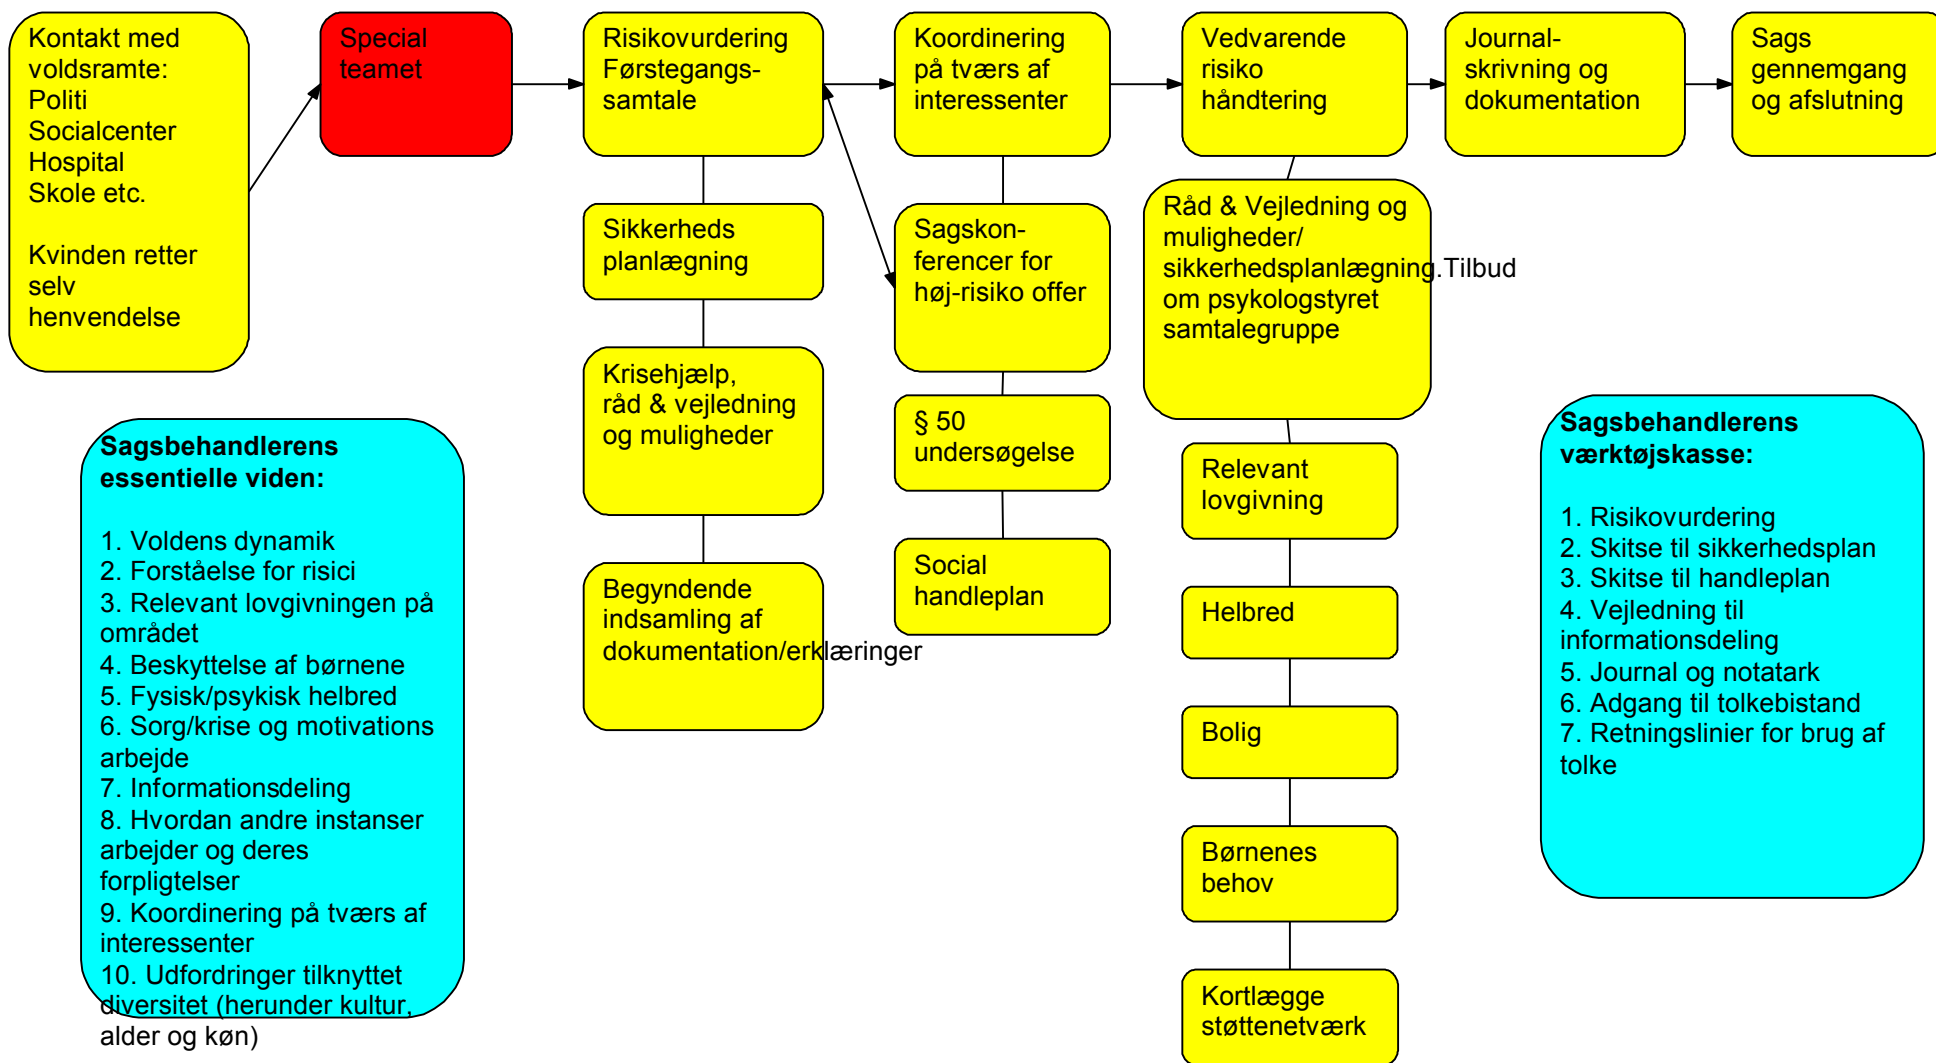 Kontakt med
voldsramte:
Politi
Socialcenter
Hospital
Skole etc.
Kvinden retter
selv
henvendelse
Special
teamet
Risikovurdering
Førstegangs-
samtale
Koordinering
på tværs af
interessenter
Vedvarende
risiko
håndtering
Journal-
skrivning og
dokumentation
Sags
gennemgang
og afslutning
Sikkerheds
planlægning
Krisehjælp,
råd & vejledning
og muligheder
Begyndende
indsamling af
dokumentation/erklæringer
Sagskon-
ferencer for
høj-risiko offer
§ 50
undersøgelse
Social
handleplan
Råd & Vejledning og
muligheder/
sikkerhedsplanlægning.Tilbud
om psykologstyret
samtalegruppe
Relevant
lovgivning
Helbred
Bolig
Børnenes
behov
Kortlægge
støttenetværk
Sagsbehandlerens
essentielle viden:
1. Voldens dynamik
2. Forståelse for risici
3. Relevant lovgivningen på
området
4. Beskyttelse af børnene
5. Fysisk/psykisk helbred
6. Sorg/krise og motivations
arbejde
7. Informationsdeling
8. Hvordan andre instanser
arbejder og deres
forpligtelser
9. Koordinering på tværs af
interessenter
10. Udfordringer tilknyttet
diversitet (herunder kultur,
alder og køn)
Sagsbehandlerens
værktøjskasse:
1. Risikovurdering
2. Skitse til sikkerhedsplan
3. Skitse til handleplan
4. Vejledning til
informationsdeling
5. Journal og notatark
6. Adgang til tolkebistand
7. Retningslinier for brug af
tolke